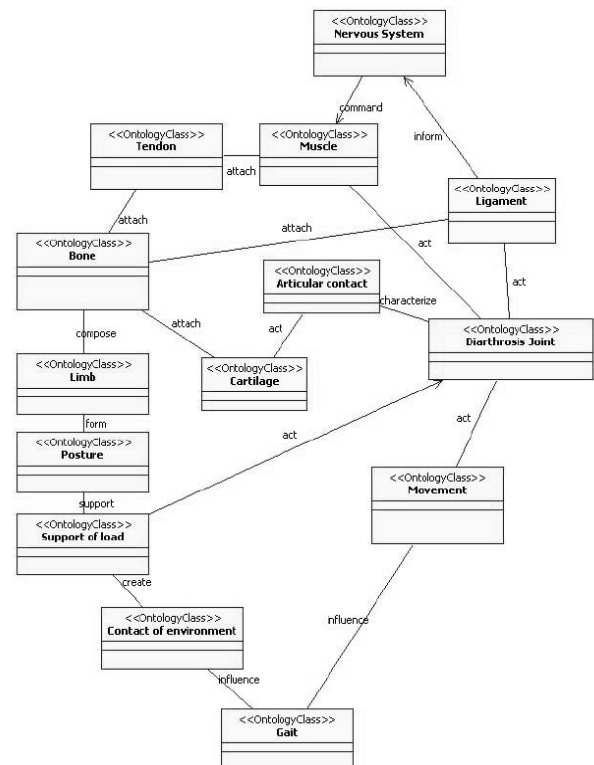 <<OntologyClass>>
Nervous System
command
inform
<<OntologyClass>>
Tendon
attach
<<OntologyClass>>
Muscle
<<OntologyClass>>
Ligament
attach
attach
act
act
<<OntologyClass>>
Bone
<<OntologyClass>>
Articular contact
characterize
attach
act
compose
<<OntologyClass>>
Diarthrosis Joint
<<OntologyClass>>
Limb
<<OntologyClass>>
Cartilage
form
<<OntologyClass>>
Posture
act
act
support
<<OntologyClass>>
Movement
<<OntologyClass>>
Support of load
create
<<OntologyClass>>
Contact of environment
influence
influence
<<OntologyClass>>
Gait